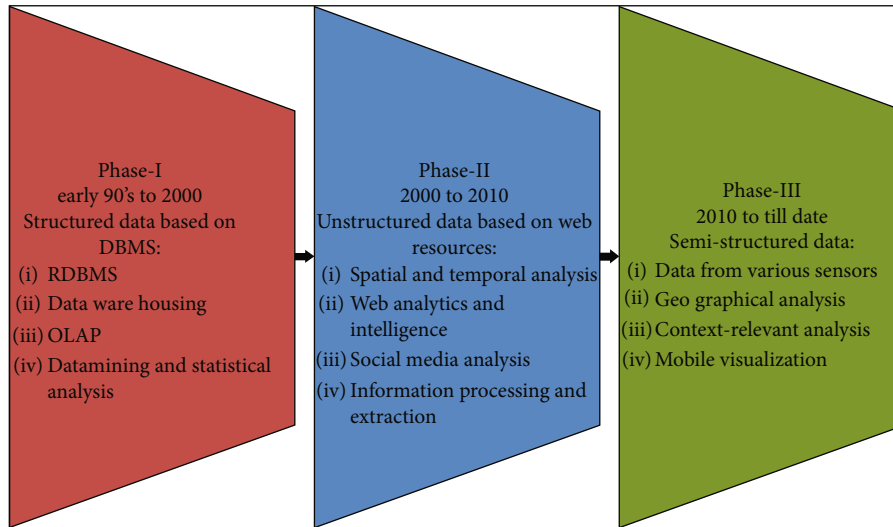 Phase-I
early 90's to 2000
Structured data based on
DBMS:
(i) RDBMS
(ii) Data ware housing
(iii) OLAP
(iv) Datamining and statistical
analysis
Phase-II
2000 to 2010
Unstructured data based on web
resources:
(i) Spatial and temporal analysis
(ii) Web analytics and
intelligence
(iii) Social media analysis
(iv) Information processing and
extraction
Phase-III
2010 to till date
Semi-structured data:
(i) Data from various sensors
(ii) Geo graphical analysis
(iii) Context-relevant analysis
(iv) Mobile visualization